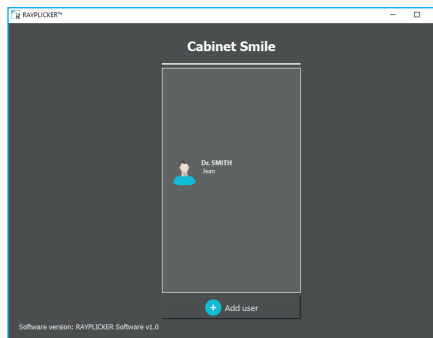 RAYPLICKER™
Cabinet Smile
Dr. SMITH
Jean
Add user
Software version: RAYPLICKER Software v1.0